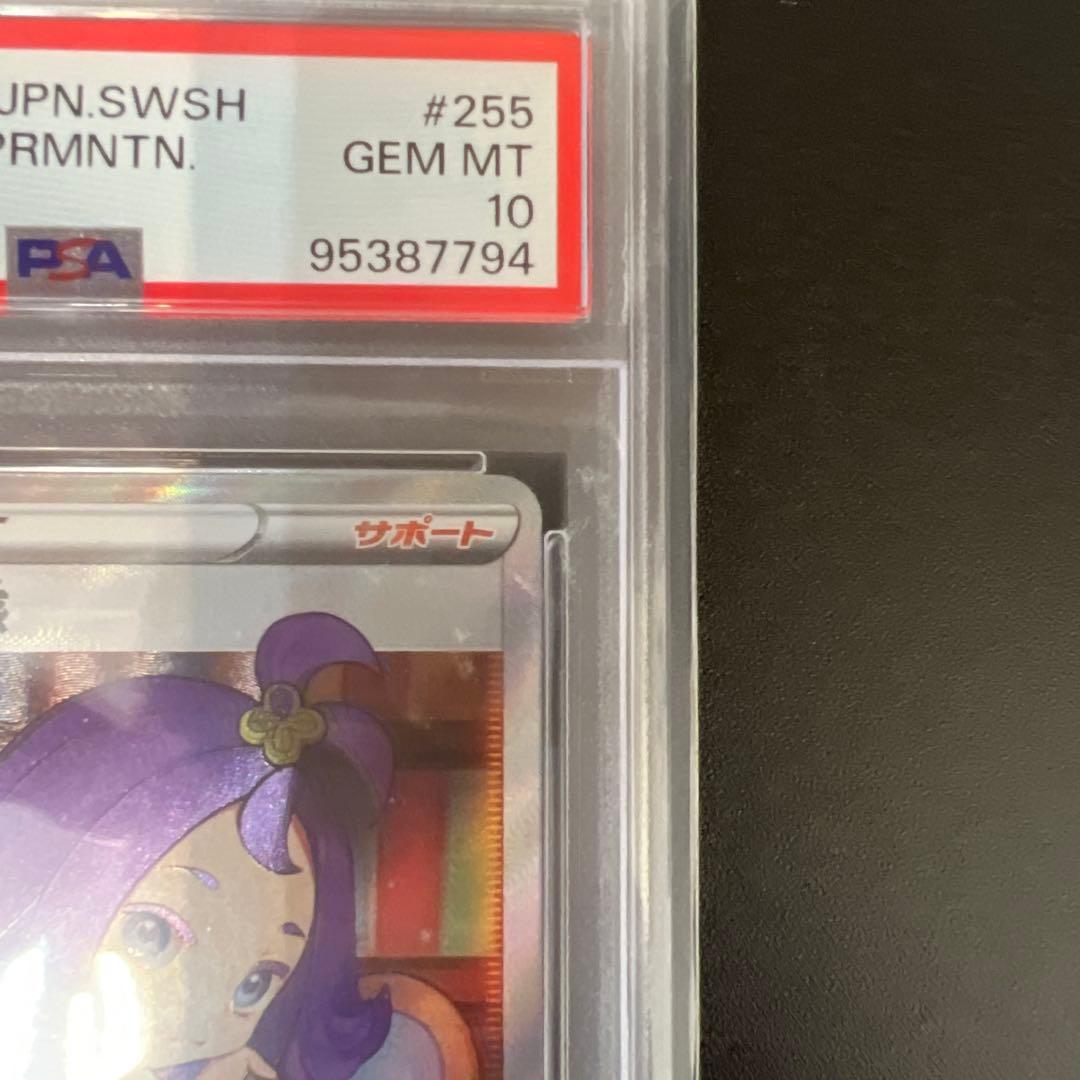 JPN.SWSH #255
PRMNTN. GEM MT
10
PSA 95387794
サポート